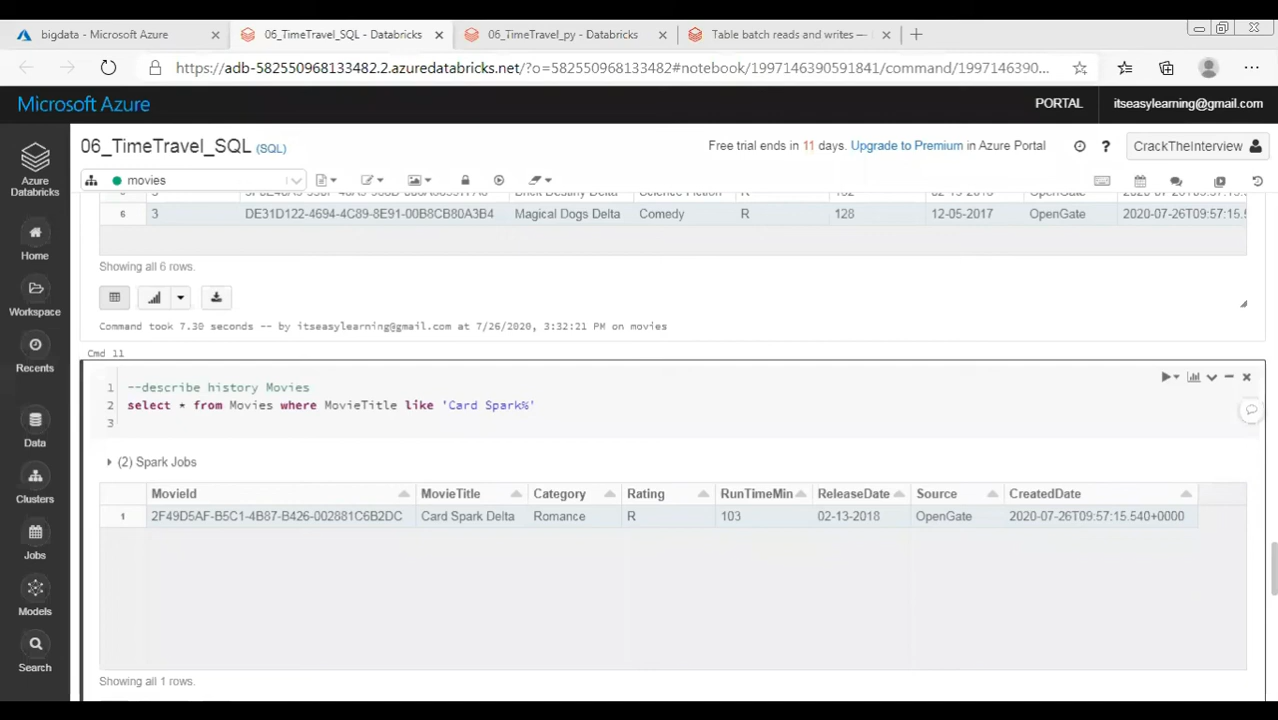 bigdata - Microsoft Azure
06_TimeTravel_SQL - Databricks
06_TimeTravel_py - Databricks
Table batch reads and writes —
https://adb-582550968133482.2.azuredatabricks.net/?o=582550968133482#notebook/1997146390591841/command/1997146390...
Microsoft Azure
PORTAL
itseasylearning@gmail.com
06_TimeTravel_SQL (SQL)
Free trial ends in 11 days. Upgrade to Premium in Azure Portal
?
CrackTheInterview
movies
Azure Databricks
Home
Workspace
Recents
Data
Clusters
Jobs
Models
Search
6 3 DE31D122-4694-4C89-8E91-00B8CB80A3B4 Magical Dogs Delta Comedy R 128 12-05-2017 OpenGate 2020-07-26T09:57:15.5
Showing all 6 rows.
Command took 7.30 seconds -- by itseasylearning@gmail.com at 7/26/2020, 3:32:21 PM on movies
Cmd 11
1 --describe history Movies
2 select * from Movies where MovieTitle like 'Card Spark%'
3
(2) Spark Jobs
MovieId MovieTitle Category Rating RunTimeMin ReleaseDate Source CreatedDate
1 2F49D5AF-B5C1-4B87-B426-002881C6B2DC Card Spark Delta Romance R 103 02-13-2018 OpenGate 2020-07-26T09:57:15.540+0000
Showing all 1 rows.